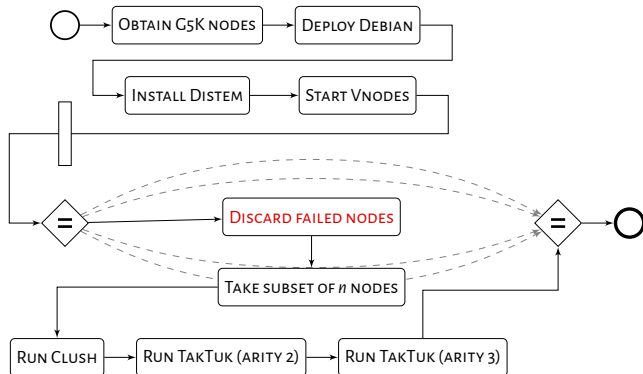 Obtain G5K nodes
Deploy Debian
Install Distem
Start Vnodes
=
Discard failed nodes
=
Take subset of n nodes
Run Clush
Run TakTuk (arity 2)
Run TakTuk (arity 3)